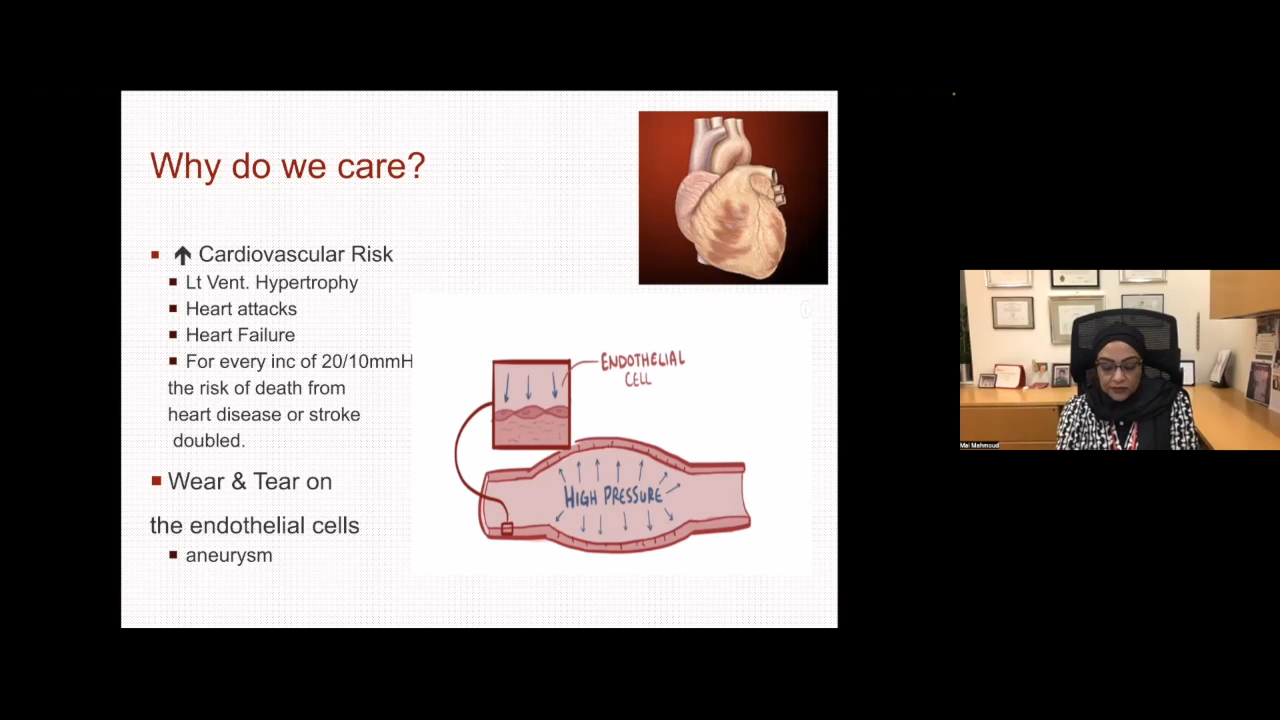 Why do we care?
↑ Cardiovascular Risk
Lt Vent. Hypertrophy
Heart attacks
Heart Failure
For every inc of 20/10mmH
the risk of death from
heart disease or stroke
doubled.
Wear & Tear on
the endothelial cells
aneurysm
ENDOTHELIAL
CELL
HIGH PRESSURE
Mai Mahmoud